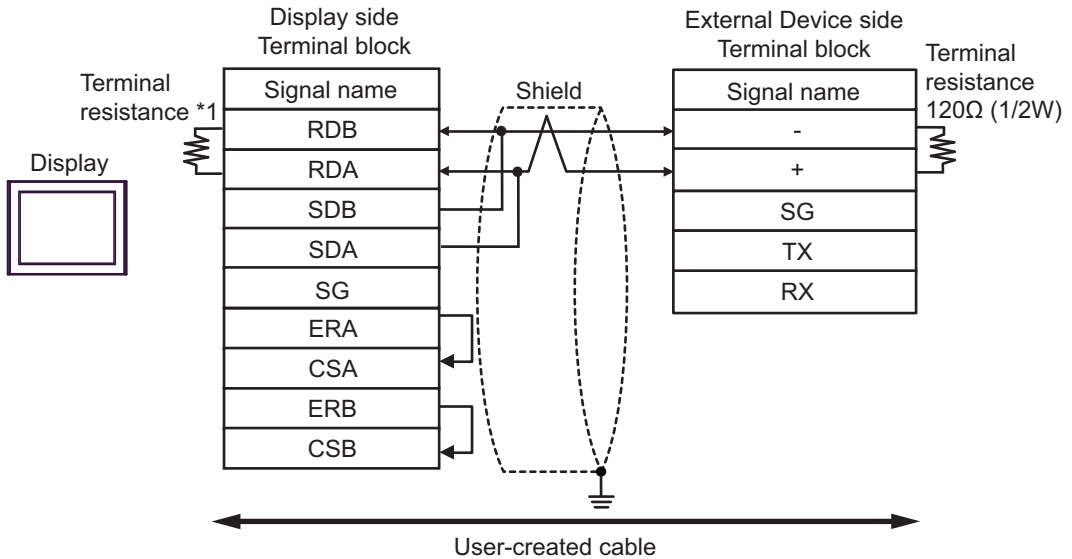 Display side
Terminal block
External Device side
Terminal block
Terminal
resistance *1
Terminal
resistance
120Ω (1/2W)
Display
Shield
Signal name
RDB
RDA
SDB
SDA
SG
ERA
CSA
ERB
CSB
Signal name
-
+
SG
TX
RX
User-created cable